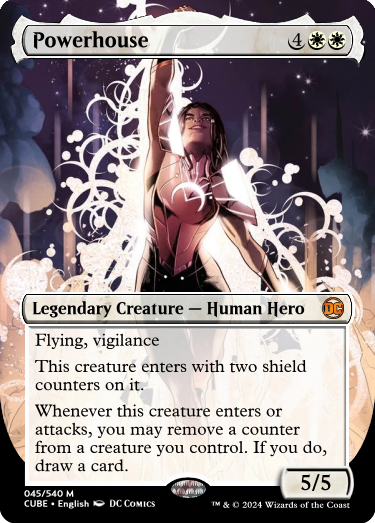 Powerhouse 4
Legendary Creature — Human Hero DC
Flying, vigilance
This creature enters with two shield
counters on it.
Whenever this creature enters or
attacks, you may remove a counter
from a creature you control. If you do,
draw a card.
5/5
045/540 M
CUBE • English DC COMICS
™ & © 2024 Wizards of the Coast